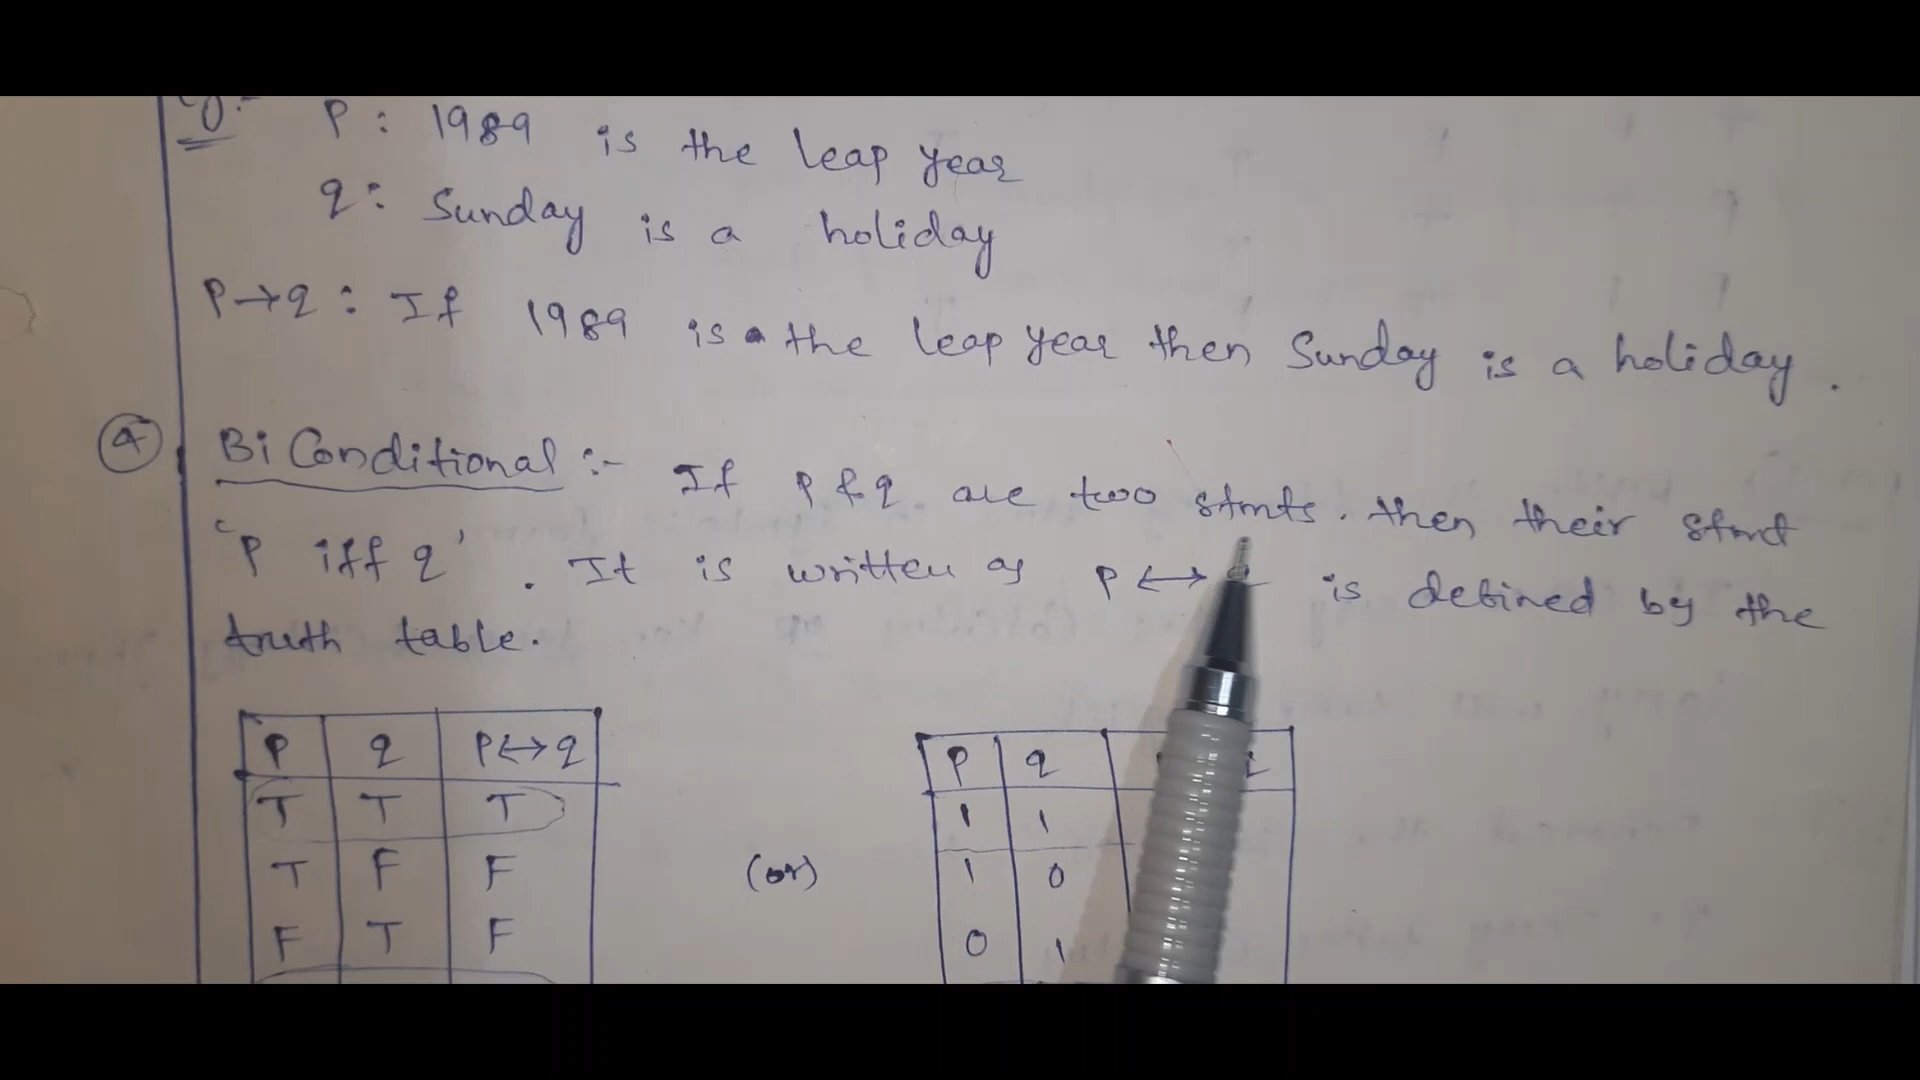 P : 1989 is the leap year
q : Sunday is a holiday
P→q : If 1989 is the leap year then Sunday is a holiday.
4 Bi Conditional :- If P & q are two stmts. then their stmt
'P iff q'. It is written as P ↔ is defined by the
truth table.
P q P↔q
T T T
T F F
F T F
(or)
P q
1 1
1 0
0 1